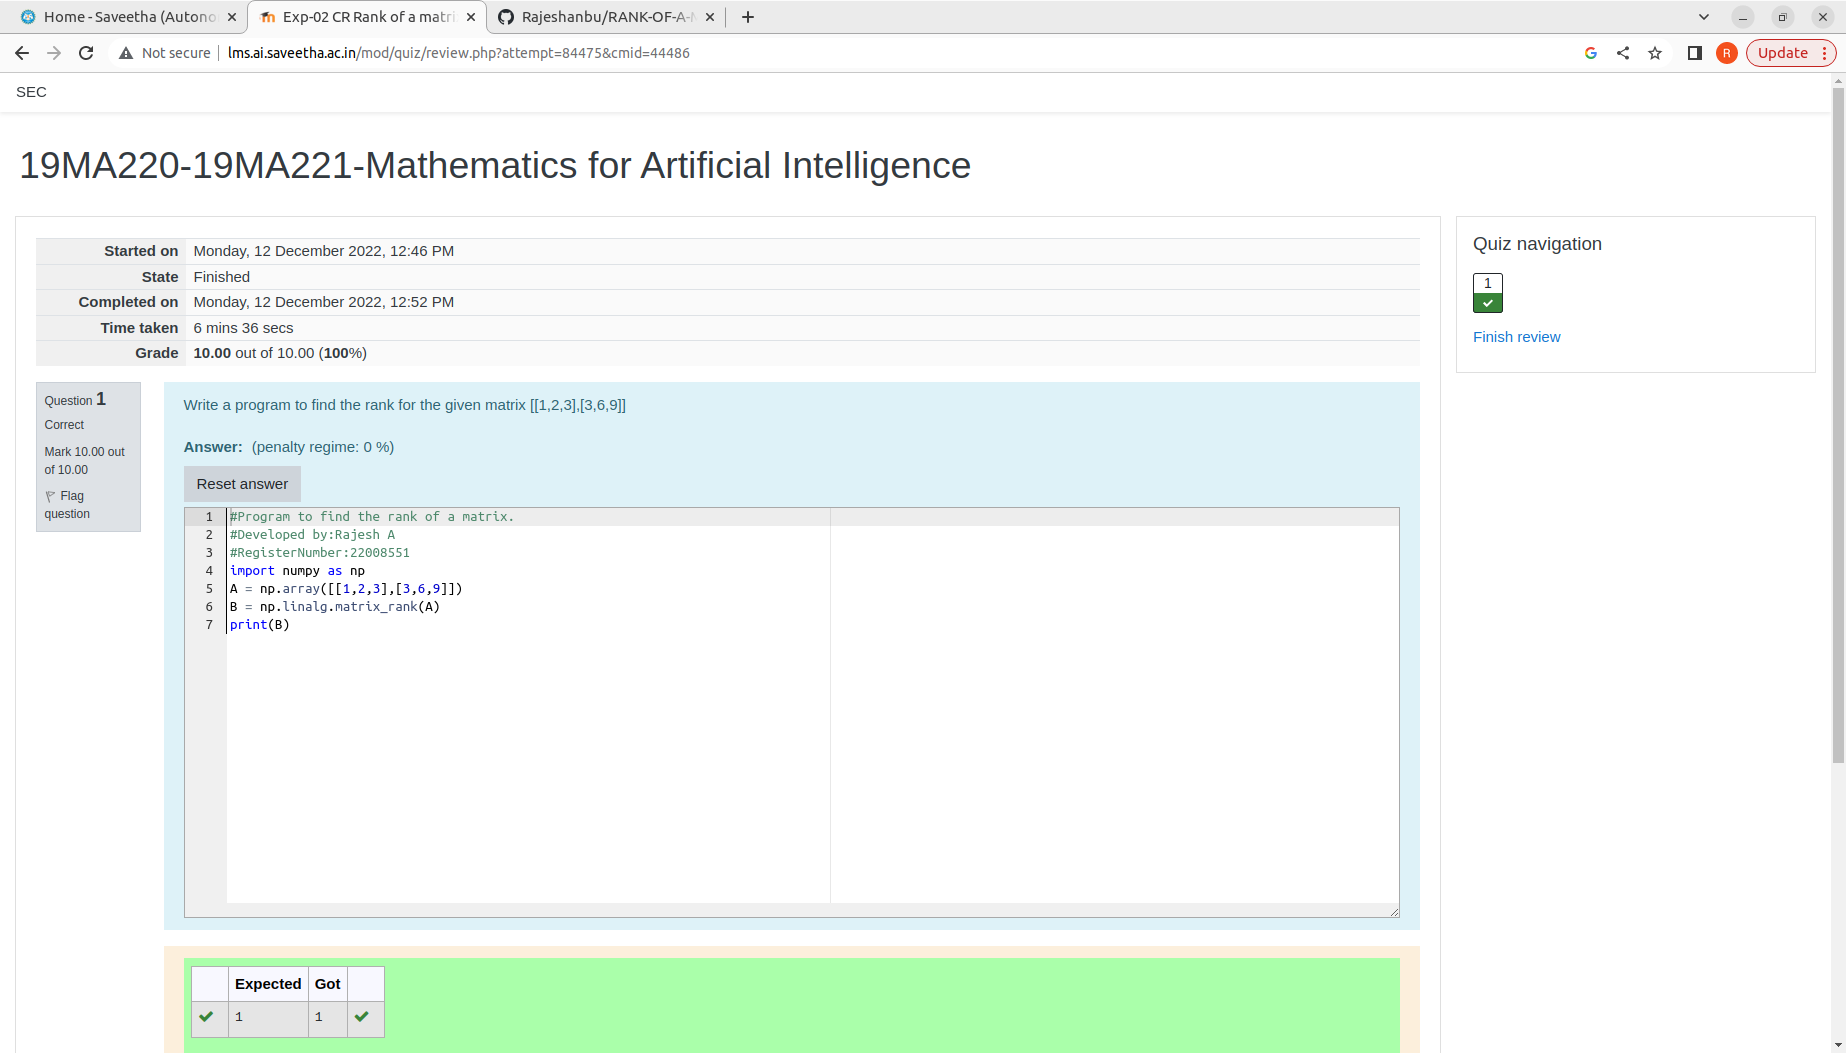 Home - Saveetha (Autono
Exp-02 CR Rank of a matri
Rajeshanbu/RANK-OF-A-M
Not secure
lms.ai.saveetha.ac.in/mod/quiz/review.php?attempt=84475&cmid=44486
R
Update
SEC
19MA220-19MA221-Mathematics for Artificial Intelligence
Started on Monday, 12 December 2022, 12:46 PM
State Finished
Completed on Monday, 12 December 2022, 12:52 PM
Time taken 6 mins 36 secs
Grade 10.00 out of 10.00 (100%)
Quiz navigation
1
Finish review
Question 1
Correct
Mark 10.00 out
of 10.00
Flag
question
Write a program to find the rank for the given matrix [[1,2,3],[3,6,9]]
Answer: (penalty regime: 0 %)
Reset answer
1 #Program to find the rank of a matrix.
2 #Developed by:Rajesh A
3 #RegisterNumber:22008551
4 import numpy as np
5 A = np.array([[1,2,3],[3,6,9]])
6 B = np.linalg.matrix_rank(A)
7 print(B)
Expected Got
1 1